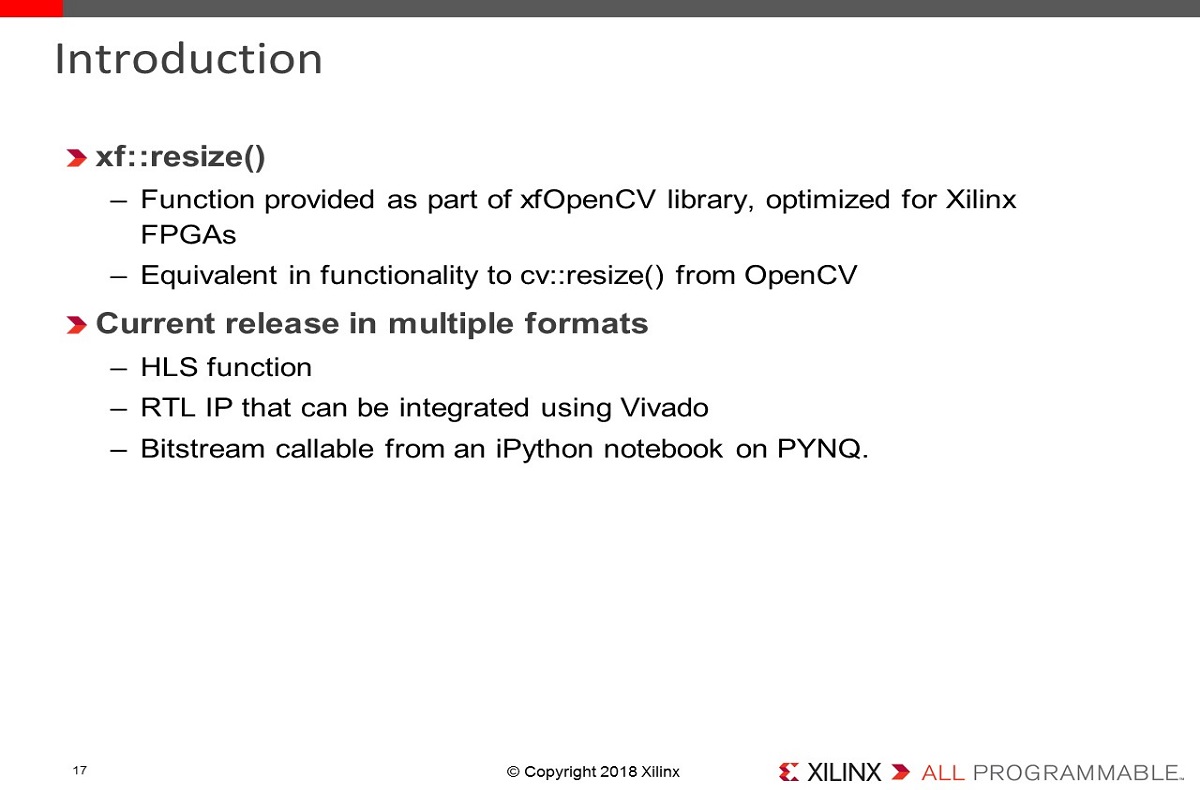 Introduction
xf::resize()
– Function provided as part of xfOpenCV library, optimized for Xilinx
FPGAs
– Equivalent in functionality to cv::resize() from OpenCV
Current release in multiple formats
– HLS function
– RTL IP that can be integrated using Vivado
– Bitstream callable from an iPython notebook on PYNQ.
17
© Copyright 2018 Xilinx
XILINX ALL PROGRAMMABLE™